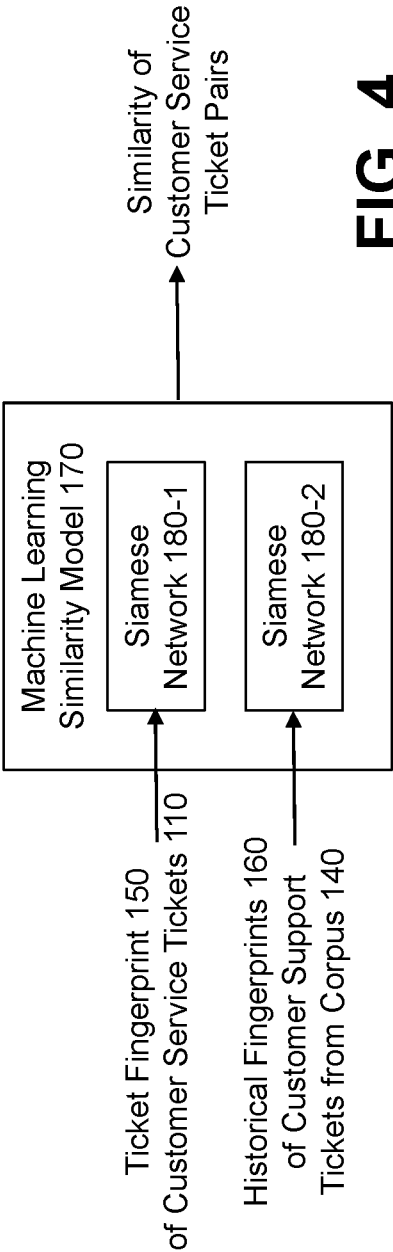 Ticket Fingerprint 150
of Customer Service Tickets 110
Historical Fingerprints 160
of Customer Support
Tickets from Corpus 140
Machine Learning
Similarity Model 170
Siamese
Network 180-1
Siamese
Network 180-2
Similarity of
Customer Service
Ticket Pairs
FIG. 4